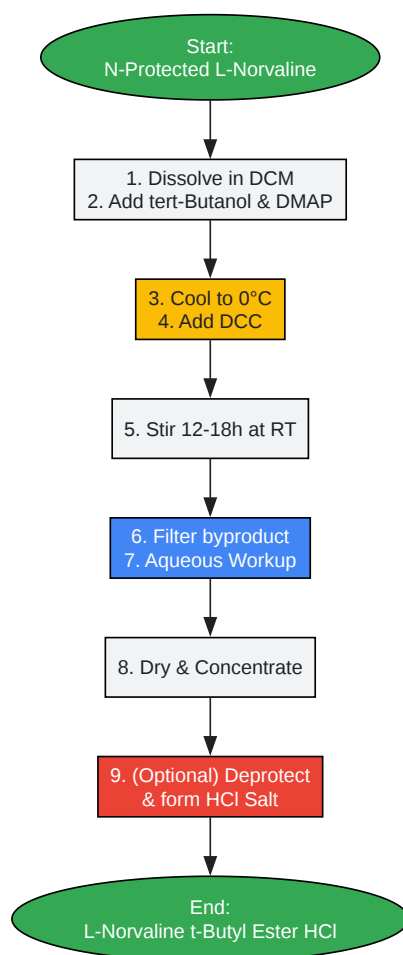 Start:
N-Protected L-Norvaline
1. Dissolve in DCM
2. Add tert-Butanol & DMAP
3. Cool to 0°C
4. Add DCC
5. Stir 12-18h at RT
6. Filter byproduct
7. Aqueous Workup
8. Dry & Concentrate
9. (Optional) Deprotect
& form HCl Salt
End:
L-Norvaline t-Butyl Ester HCl